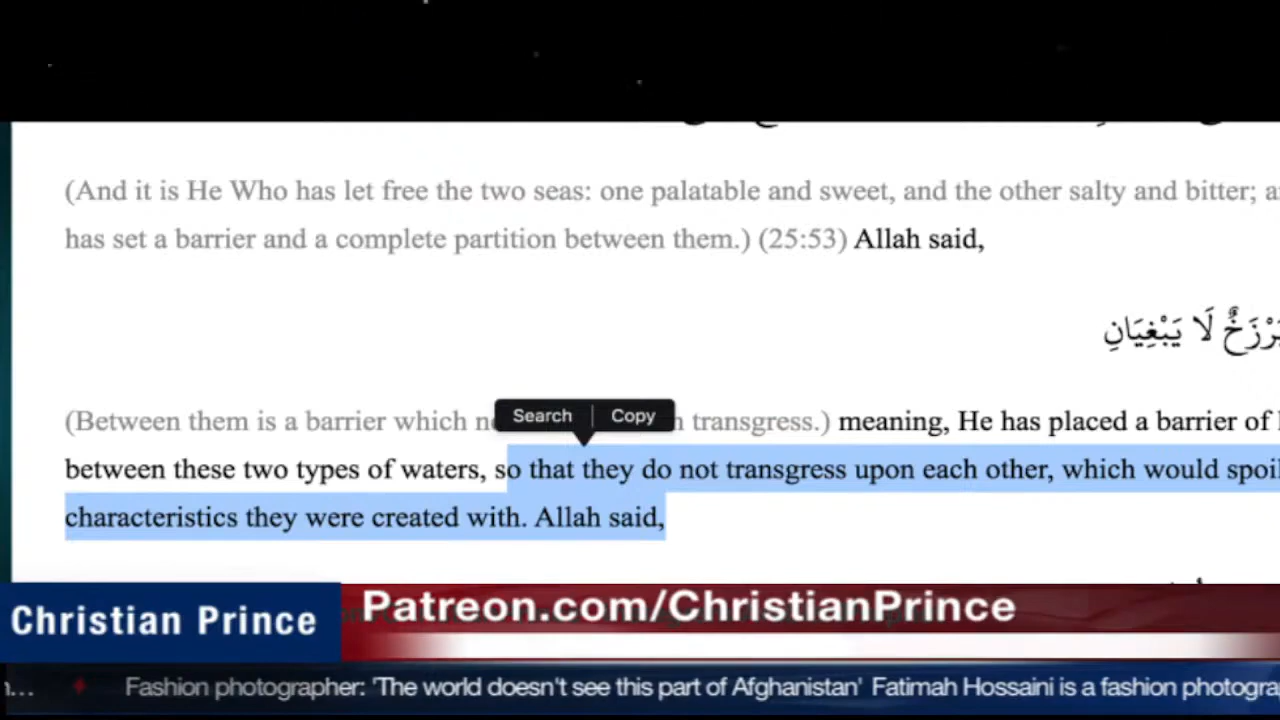 (And it is He Who has let free the two seas: one palatable and sweet, and the other salty and bitter;
has set a barrier and a complete partition between them.) (25:53) Allah said,
لَا يَبْغِيَانِ
(Between them is a barrier which
Search Copy
transgress.) meaning, He has placed a barrier of
between these two types of waters, so that they do not transgress upon each other, which would
characteristics they were created with. Allah said,
Christian Prince
Patreon.com/ChristianPrince
Fashion photographer: 'The world doesn't see this part of Afghanistan' Fatimah Hossaini is a fashion